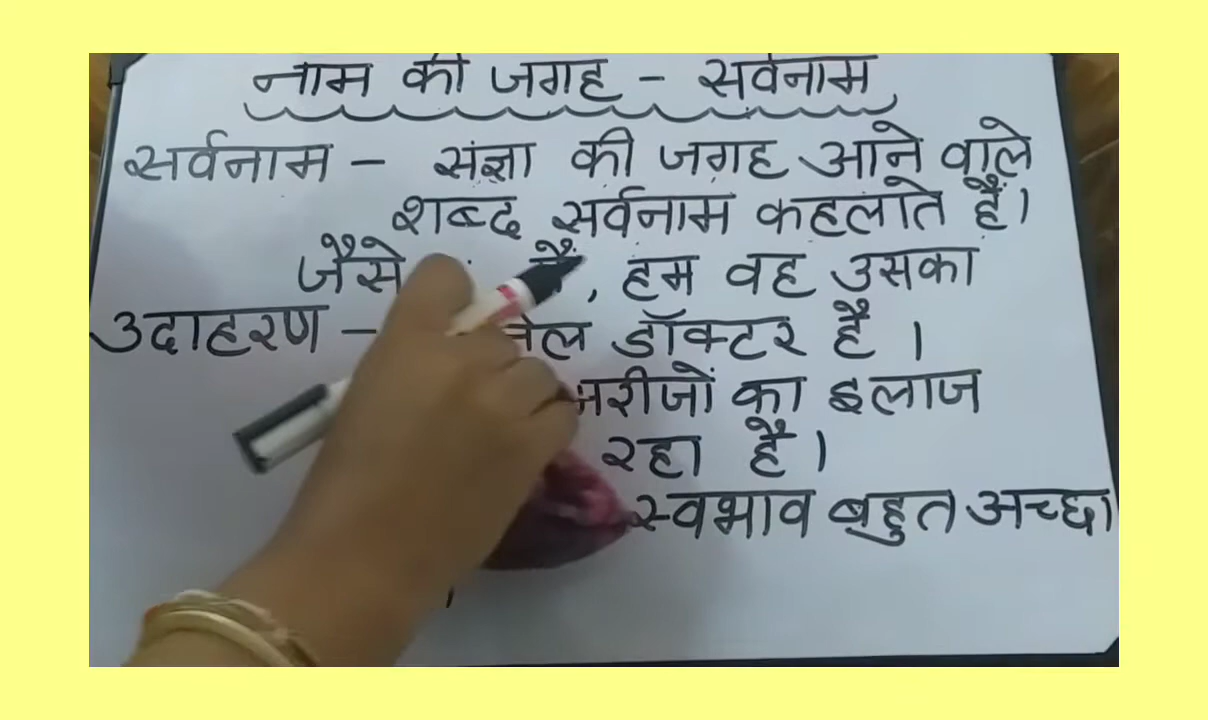 नाम की जगह - सर्वनाम
सर्वनाम - संज्ञा की जगह आने वाले
शब्द सर्वनाम कहलाते हैं।
जैसे , हम वह उसका
उदाहरण - डॉक्टर है ।
मरीजों का इलाज
रहा है।
स्वभाव बहुत अच्छा